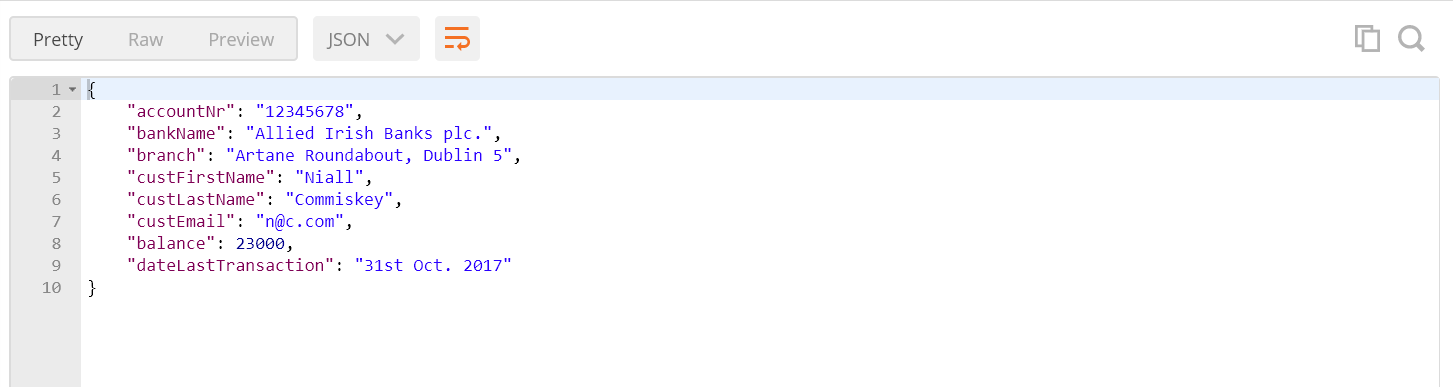 Pretty Raw Preview JSON
1 {
2 "accountNr": "12345678",
3 "bankName": "Allied Irish Banks plc.",
4 "branch": "Artane Roundabout, Dublin 5",
5 "custFirstName": "Niall",
6 "custLastName": "Commiskey",
7 "custEmail": "n@c.com",
8 "balance": 23000,
9 "dateLastTransaction": "31st Oct. 2017"
10 }